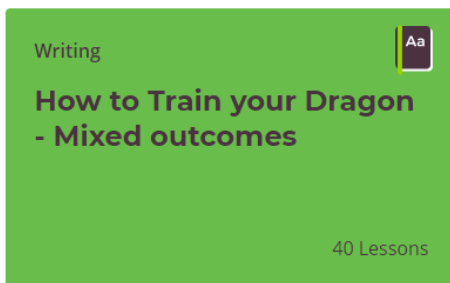 Writing
Aa
How to Train your Dragon
- Mixed outcomes
40 Lessons